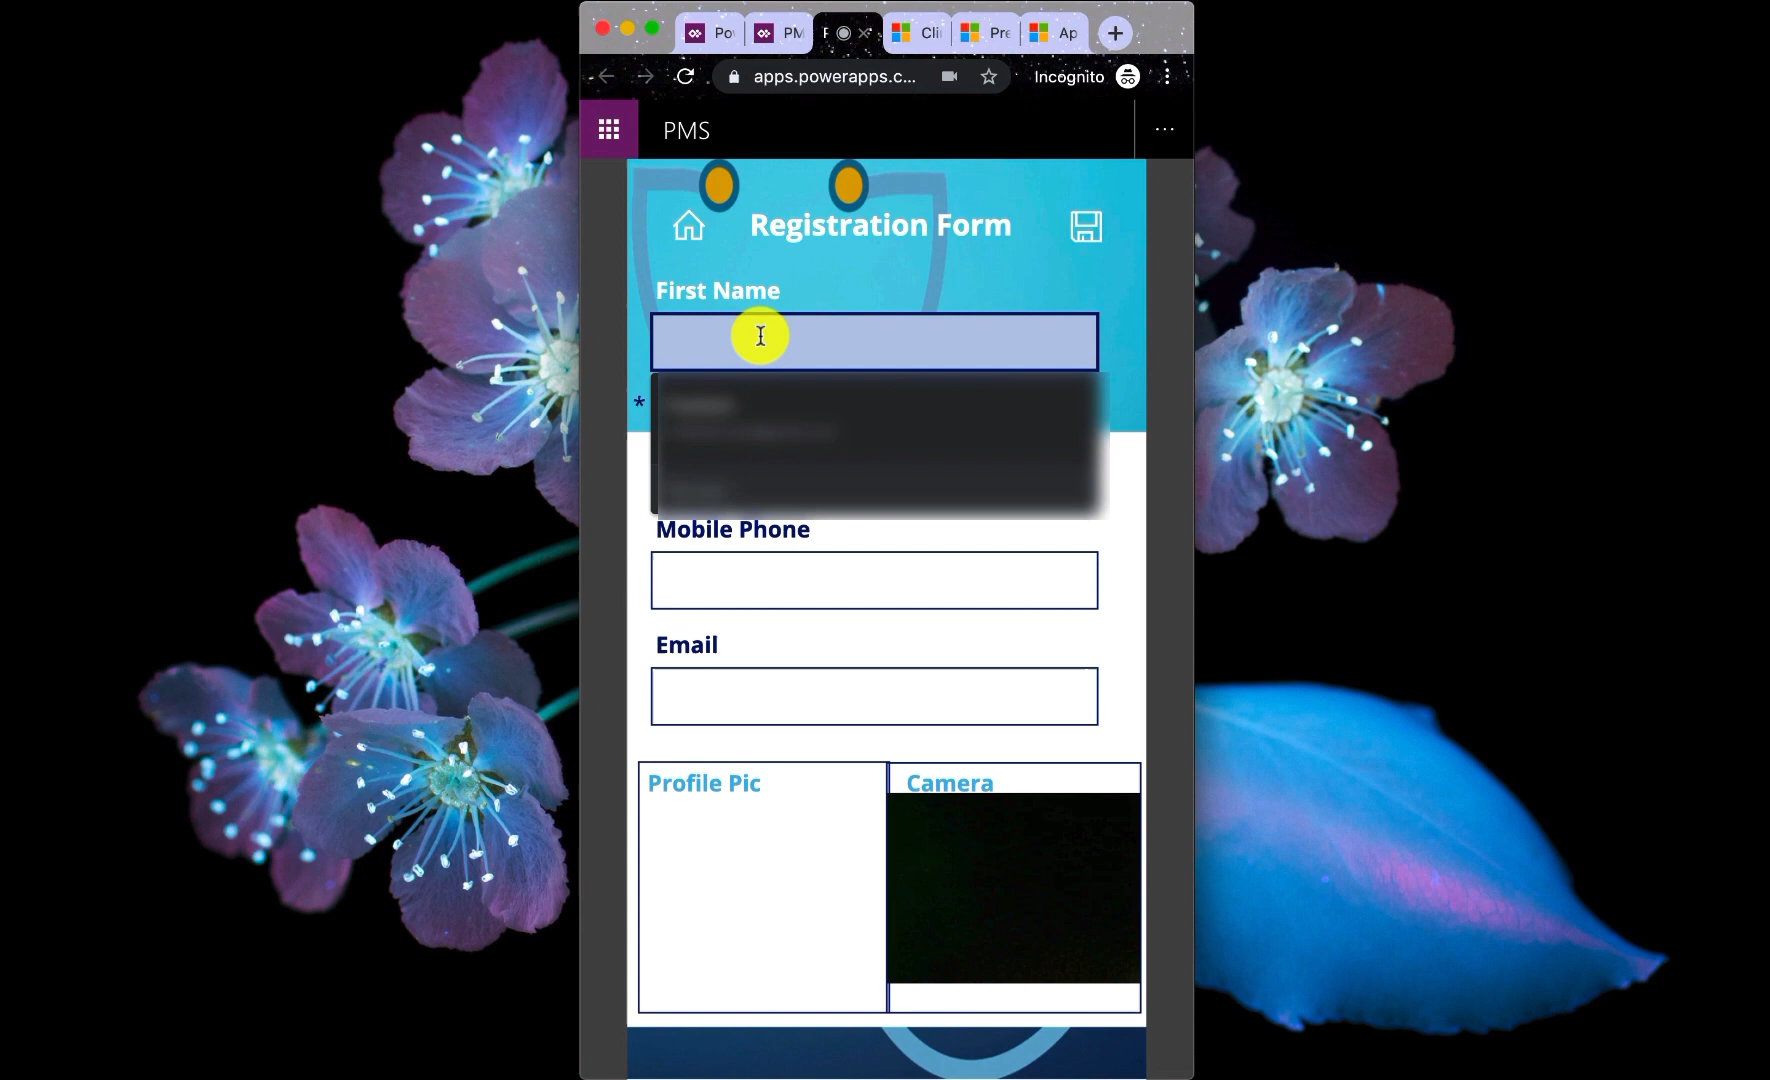 Po
PM
Cli
Pre
Ap
apps.powerapps.c...
Incognito
PMS
Registration Form
First Name
*
Mobile Phone
Email
Profile Pic
Camera